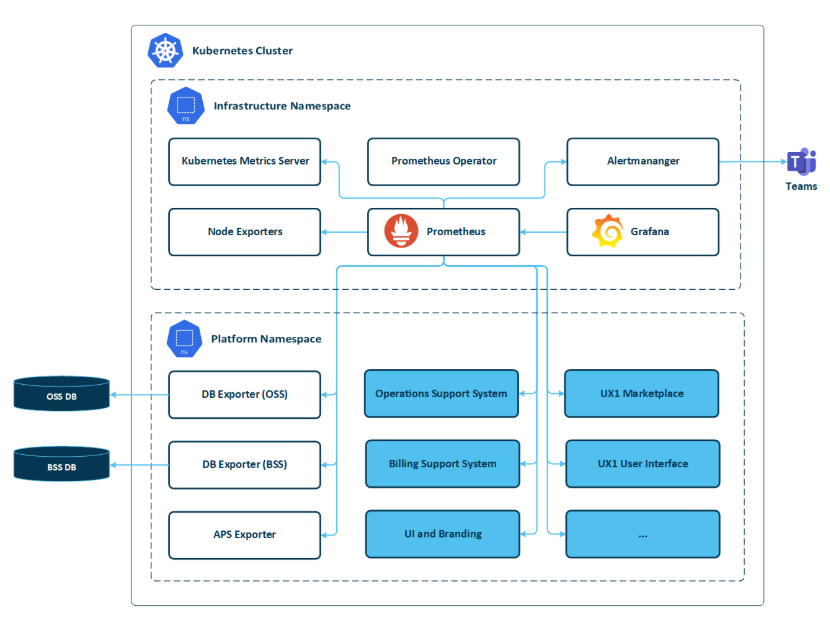 Kubernetes Cluster
ns
Infrastructure Namespace
Kubernetes Metrics Server
Prometheus Operator
Alertmananger
Teams
Node Exporters
Prometheus
Grafana
ns
Platform Namespace
OSS DB
DB Exporter (OSS)
Operations Support System
UX1 Marketplace
BSS DB
DB Exporter (BSS)
Billing Support System
UX1 User Interface
APS Exporter
UI and Branding
...